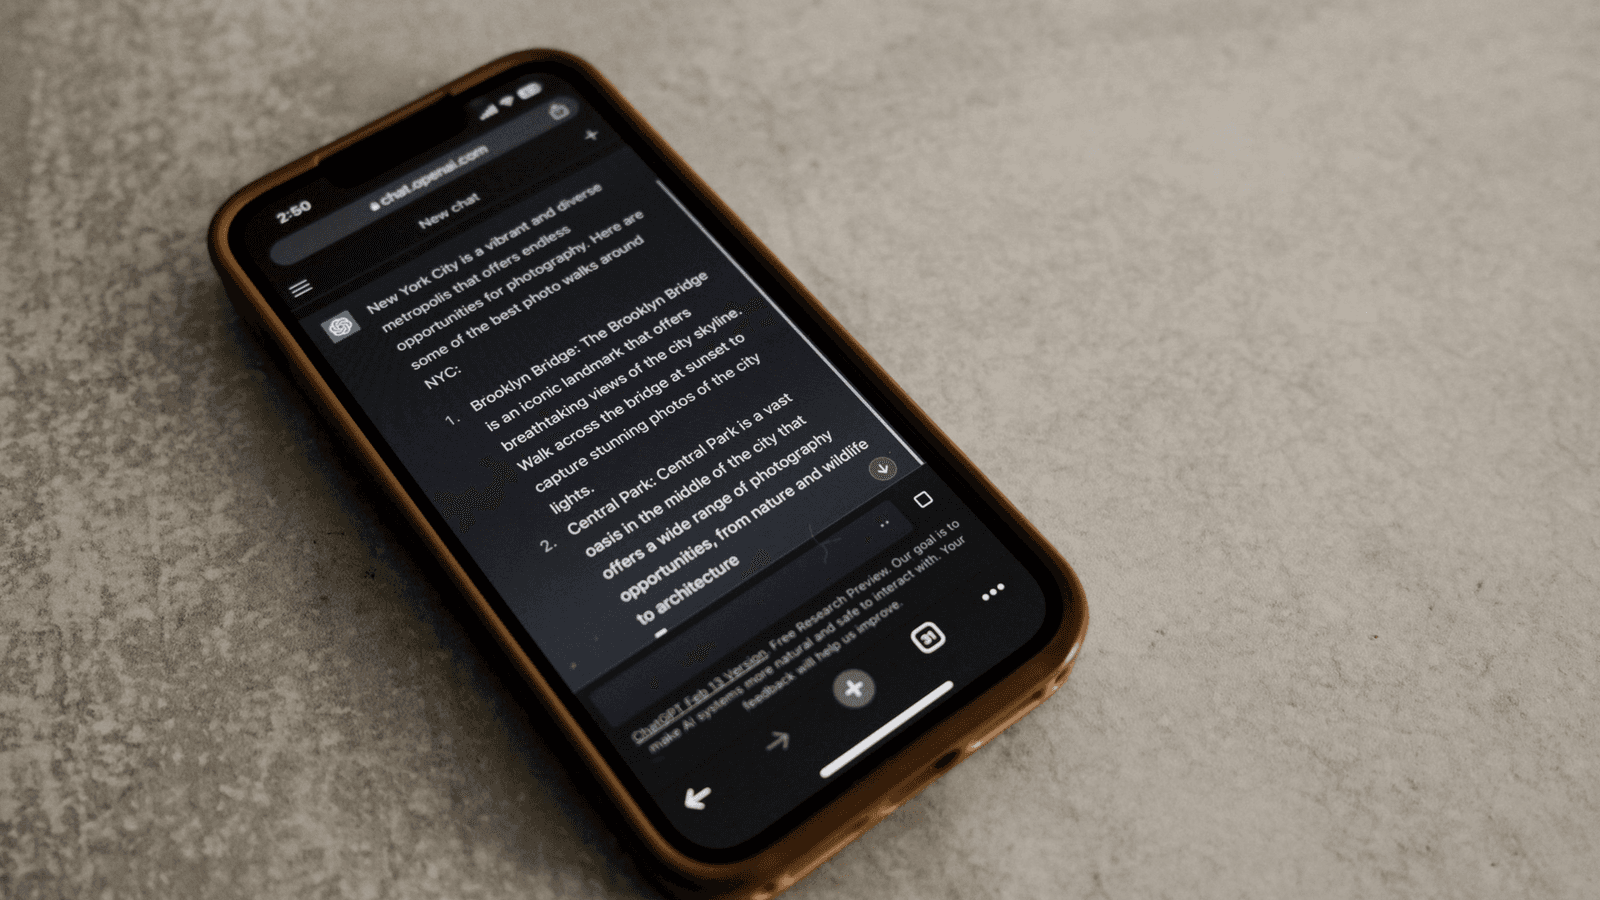 2:50
chat.openai.com
New chat
New York City is a vibrant and diverse
metropolis that offers endless
opportunities for photography. Here are
some of the best photo walks around
NYC:
1. Brooklyn Bridge: The Brooklyn Bridge
is an iconic landmark that offers
breathtaking views of the city skyline.
Walk across the bridge at sunset to
capture stunning photos of the city
lights.
2. Central Park: Central Park is a vast
oasis in the middle of the city that
offers a wide range of photography
opportunities, from nature and wildlife
to architecture
ChatGPT Feb 13 Version. Free Research Preview. Our goal is to
make AI systems more natural and safe to interact with. Your
feedback will help us improve.
31